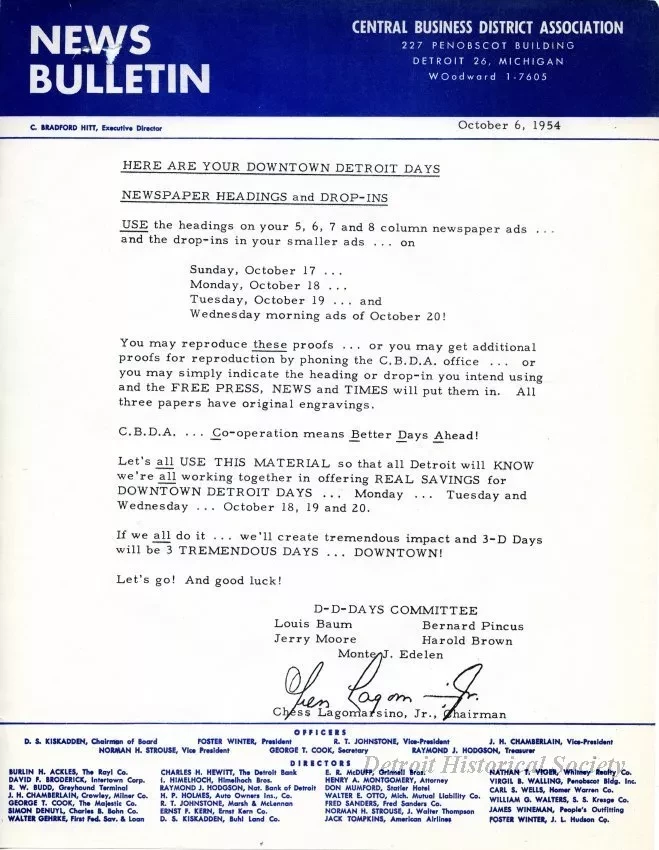 NEWS
BULLETIN
CENTRAL BUSINESS DISTRICT ASSOCIATION
227 PENOBSCOT BUILDING
DETROIT 26, MICHIGAN
WOodward 1-7605
C. BRADFORD HITT, Executive Director
October 6, 1954
HERE ARE YOUR DOWNTOWN DETROIT DAYS
NEWSPAPER HEADINGS and DROP-INS
USE the headings on your 5, 6, 7 and 8 column newspaper ads ...
and the drop-ins in your smaller ads ... on
Sunday, October 17 ...
Monday, October 18 ...
Tuesday, October 19 ... and
Wednesday morning ads of October 20!
You may reproduce these proofs ... or you may get additional
proofs for reproduction by phoning the C.B.D.A. office ... or
you may simply indicate the heading or drop-in you intend using
and the FREE PRESS, NEWS and TIMES will put them in. All
three papers have original engravings.
C.B.D.A. ... Co-operation means Better Days Ahead!
Let's all USE THIS MATERIAL so that all Detroit will KNOW
we're all working together in offering REAL SAVINGS for
DOWNTOWN DETROIT DAYS ... Monday ... Tuesday and
Wednesday ... October 18, 19 and 20.
If we all do it ... we'll create tremendous impact and 3-D Days
will be 3 TREMENDOUS DAYS ... DOWNTOWN!
Let's go! And good luck!
D-D-DAYS COMMITTEE
Louis Baum Bernard Pincus
Jerry Moore Harold Brown
Monte J. Edelen
Chess Lagomarsino, Jr., Chairman
OFFICERS
D. S. KISKADDEN, Chairman of Board FOSTER WINTER, President R. T. JOHNSTONE, Vice-President J. H. CHAMBERLAIN, Vice-President
NORMAN H. STROUSE, Vice President GEORGE T. COOK, Secretary RAYMOND J. HODGSON, Treasurer
DIRECTORS
BURLIN H. ACKLES, The Rayl Co. CHARLES H. HEWITT, The Detroit Bank E. R. McDUFF, Grinnell Bros. NATHAN T. VIGER, Whitney Realty Co.
DAVID F. BRODERICK, Intertown Corp. I. HIMELHOCH, Himelhoch Bros. HENRY A. MONTGOMERY, Attorney VIRGIL B. WALLING, Penobscot Bldg. Inc.
R. W. BUDD, Greyhound Terminal RAYMOND J. HODGSON, Nat. Bank of Detroit DON MUMFORD, Statler Hotel CARL S. WELLS, Homer Warren Co.
J. H. CHAMBERLAIN, Crowley, Milner Co. H. P. HOLMES, Auto Owners Ins., Co. WALTER E. OTTO, Mich. Mutual Liability Co. WILLIAM G. WALTERS, S. S. Kresge Co.
GEORGE T. COOK, The Majestic Co. R. T. JOHNSTONE, Marsh & McLennan FRED SANDERS, Fred Sanders Co. JAMES WINEMAN, People's Outfitting
SIMON DENUYL, Charles B. Bohn Co. ERNST F. KERN, Ernst Kern Co. NORMAN H. STROUSE, J. Walter Thompson FOSTER WINTER, J. L. Hudson Co.
WALTER GEHRKE, First Fed. Sav. & Loan D. S. KISKADDEN, Buhl Land Co. JACK TOMPKINS, American Airlines
Detroit Historical Society